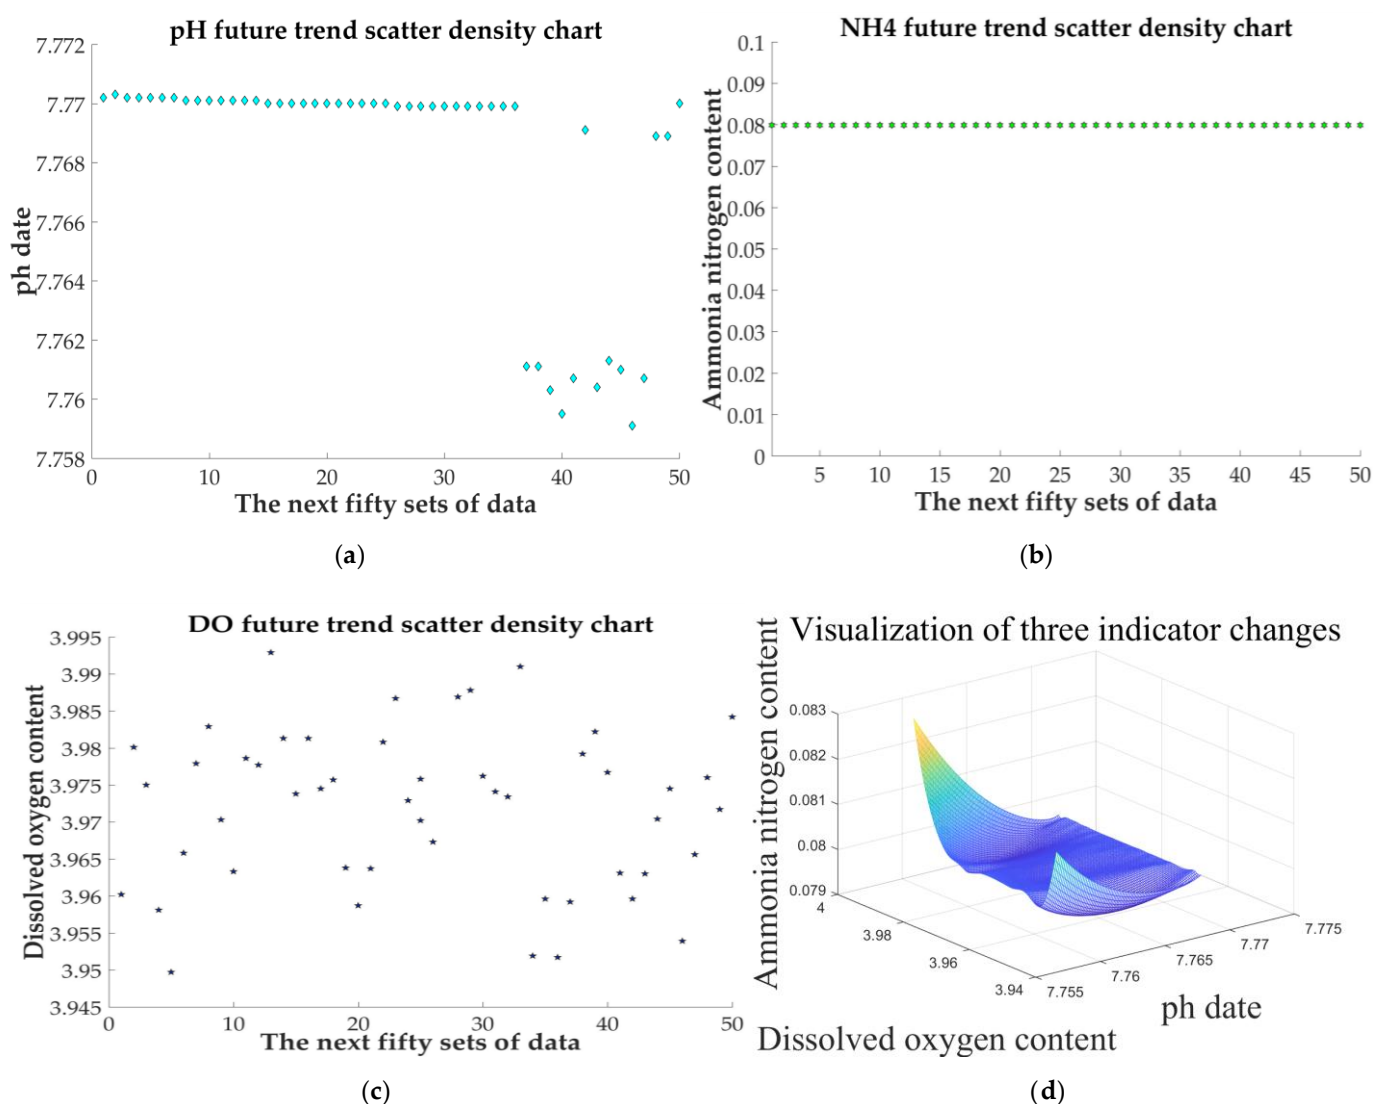 pH future trend scatter density chart
7.772
7.77
7.768
7.766
7.764
7.762
7.76
7.758
ph date
0 10 20 30 40 50
The next fifty sets of data
(a)
NH4 future trend scatter density chart
0.1
0.09
0.08
0.07
0.06
0.05
0.04
0.03
0.02
0.01
0
Ammonia nitrogen content
5 10 15 20 25 30 35 40 45 50
The next fifty sets of data
(b)
DO future trend scatter density chart
3.995
3.99
3.985
3.98
3.975
3.97
3.965
3.96
3.955
3.95
3.945
Dissolved oxygen content
0 10 20 30 40 50
The next fifty sets of data
(c)
Visualization of three indicator changes
Ammonia nitrogen content
0.083
0.082
0.081
0.08
0.079
4
3.98
3.96
3.94
7.755
7.76
7.765
7.77
7.775
ph date
Dissolved oxygen content
(d)